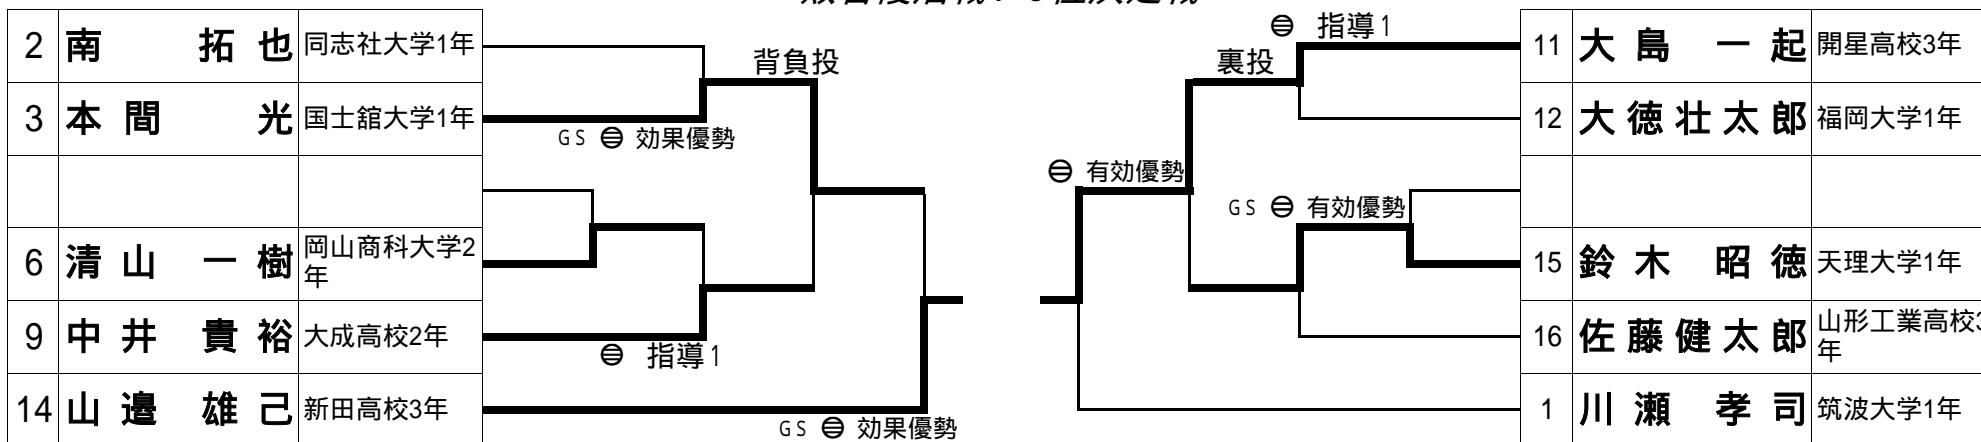 2 南 拓也 同志社大学1年
3 本間 光 国士舘大学1年
6 清山 一樹 岡山商科大学2
年
9 中井 貴裕 大成高校2年
14 山邉 雄己 新田高校3年
背負投
GS ㊀ 効果優勢
㊀ 指導1
GS ㊀ 効果優勢
㊀ 指導1
裏投
㊀ 有効優勢
GS ㊀ 有効優勢
11 大島 一起 開星高校3年
12 大徳壮太郎 福岡大学1年
15 鈴木 昭徳 天理大学1年
16 佐藤健太郎 山形工業高校3
年
1 川瀬 孝司 筑波大学1年